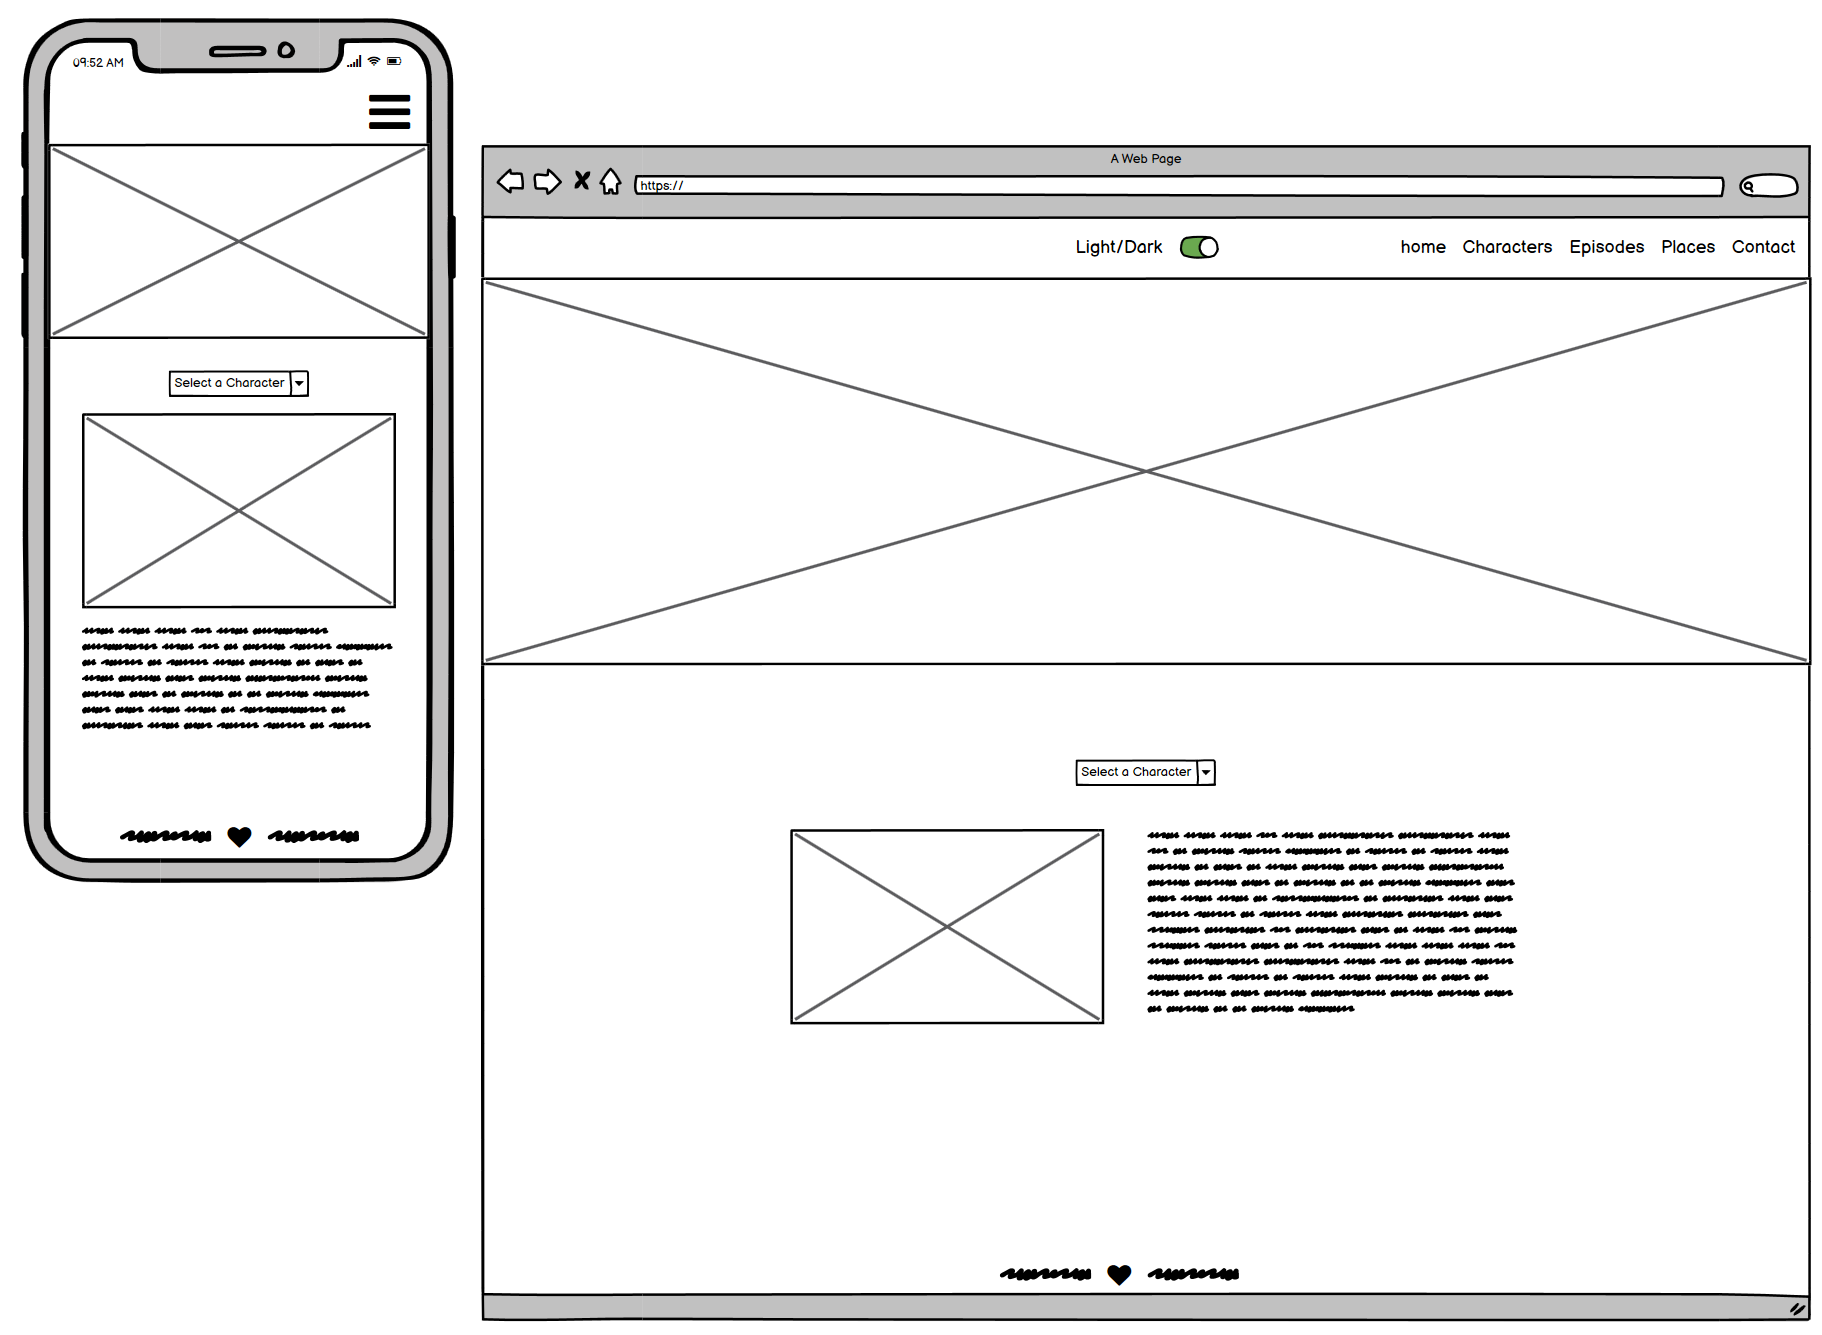 09:52 AM
Select a Character
A Web Page
https://
Light/Dark
home Characters Episodes Places Contact
Select a Character